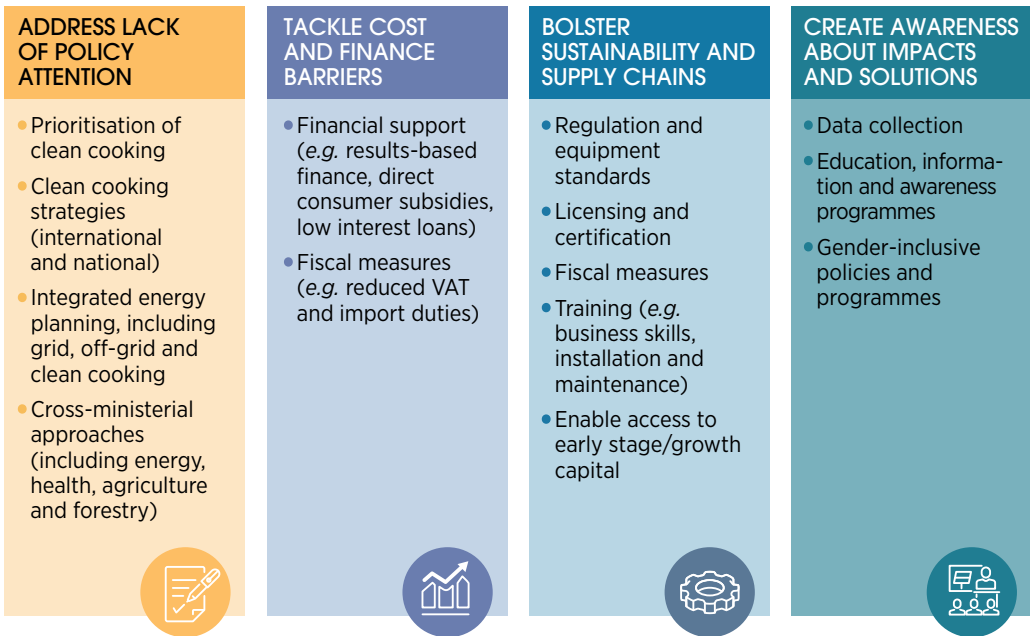 ADDRESS LACK
OF POLICY
ATTENTION
• Prioritisation of
clean cooking
• Clean cooking
strategies
(international
and national)
• Integrated energy
planning, including
grid, off-grid and
clean cooking
• Cross-ministerial
approaches
(including energy,
health, agriculture
and forestry)
TACKLE COST
AND FINANCE
BARRIERS
• Financial support
(e.g. results-based
finance, direct
consumer subsidies,
low interest loans)
• Fiscal measures
(e.g. reduced VAT
and import duties)
BOLSTER
SUSTAINABILITY AND
SUPPLY CHAINS
• Regulation and
equipment
standards
• Licensing and
certification
• Fiscal measures
• Training (e.g.
business skills,
installation and
maintenance)
• Enable access to
early stage/growth
capital
CREATE AWARENESS
ABOUT IMPACTS
AND SOLUTIONS
• Data collection
• Education, informa-
tion and awareness
programmes
• Gender-inclusive
policies and
programmes